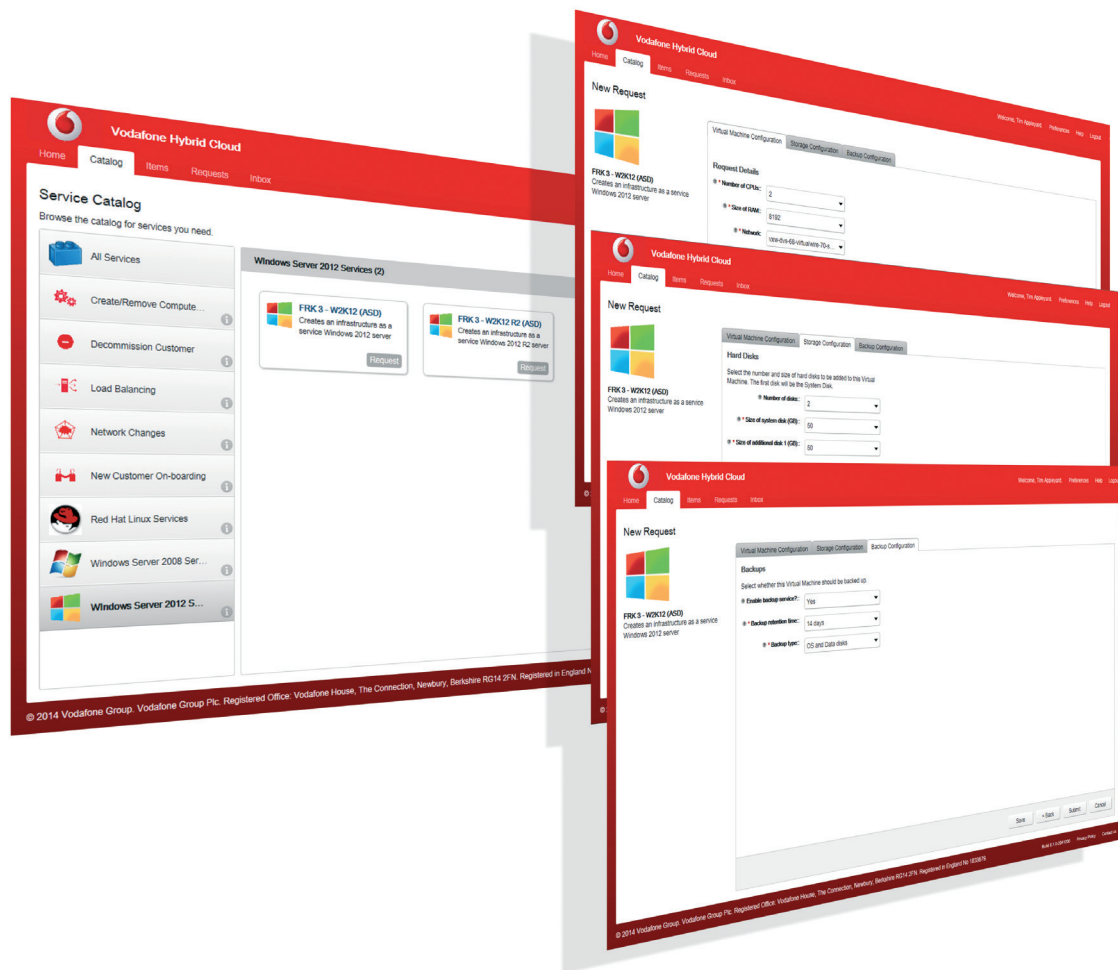 Vodafone Hybrid Cloud
Home Catalog Items Requests Inbox
Service Catalog
Browse the catalog for services you need.
All Services
Create/Remove Compute...
Decommission Customer
Load Balancing
Network Changes
New Customer On-boarding
Red Hat Linux Services
Windows Server 2008 Ser...
WIndows Server 2012 S...
WIndows Server 2012 Services (2)
FRK 3 - W2K12 (ASD)
Creates an infrastructure as a
service Windows 2012 server
Request
FRK 3 - W2K12 R2 (ASD)
Creates an infrastructure as a
service Windows 2012 R2 server
Request
© 2014 Vodafone Group. Vodafone Group Plc. Registered Office: Vodafone House, The Connection, Newbury, Berkshire RG14 2FN. Registered in England N
Vodafone Hybrid Cloud
Home Catalog Items Requests Inbox
Welcome, Tim Appleyard Preferences Help Logout
New Request
FRK 3 - W2K12 (ASD)
Creates an infrastructure as a service
Windows 2012 server
Virtual Machine Configuration Storage Configuration Backup Configuration
Request Details
* Number of CPUs:: 2
* Size of RAM:: 8192
* Network:
©
Vodafone Hybrid Cloud
Home Catalog Items Requests Inbox
Welcome, Tim Appleyard Preferences Help Logout
New Request
FRK 3 - W2K12 (ASD)
Creates an infrastructure as a service
Windows 2012 server
Virtual Machine Configuration Storage Configuration Backup Configuration
Hard Disks
Select the number and size of hard disks to be added to this Virtual
Machine. The first disk will be the System Disk.
Number of disks:: 2
* Size of system disk (GB):: 50
* Size of additional disk 1 (GB):: 50
©
Vodafone Hybrid Cloud
Home Catalog Items Requests Inbox
Welcome, Tim Appleyard Preferences Help Logout
New Request
FRK 3 - W2K12 (ASD)
Creates an infrastructure as a service
Windows 2012 server
Virtual Machine Configuration Storage Configuration Backup Configuration
Backups
Select whether this Virtual Machine should be backed up.
Enable backup service?:: Yes
* Backup retention time:: 14 days
* Backup type:: OS and Data disks
Save < Back Submit Cancel
Privacy Policy Contact Us
© 2014 Vodafone Group. Vodafone Group Plc. Registered Office: Vodafone House, The Connection, Newbury, Berkshire RG14 2FN. Registered in England No 1833679